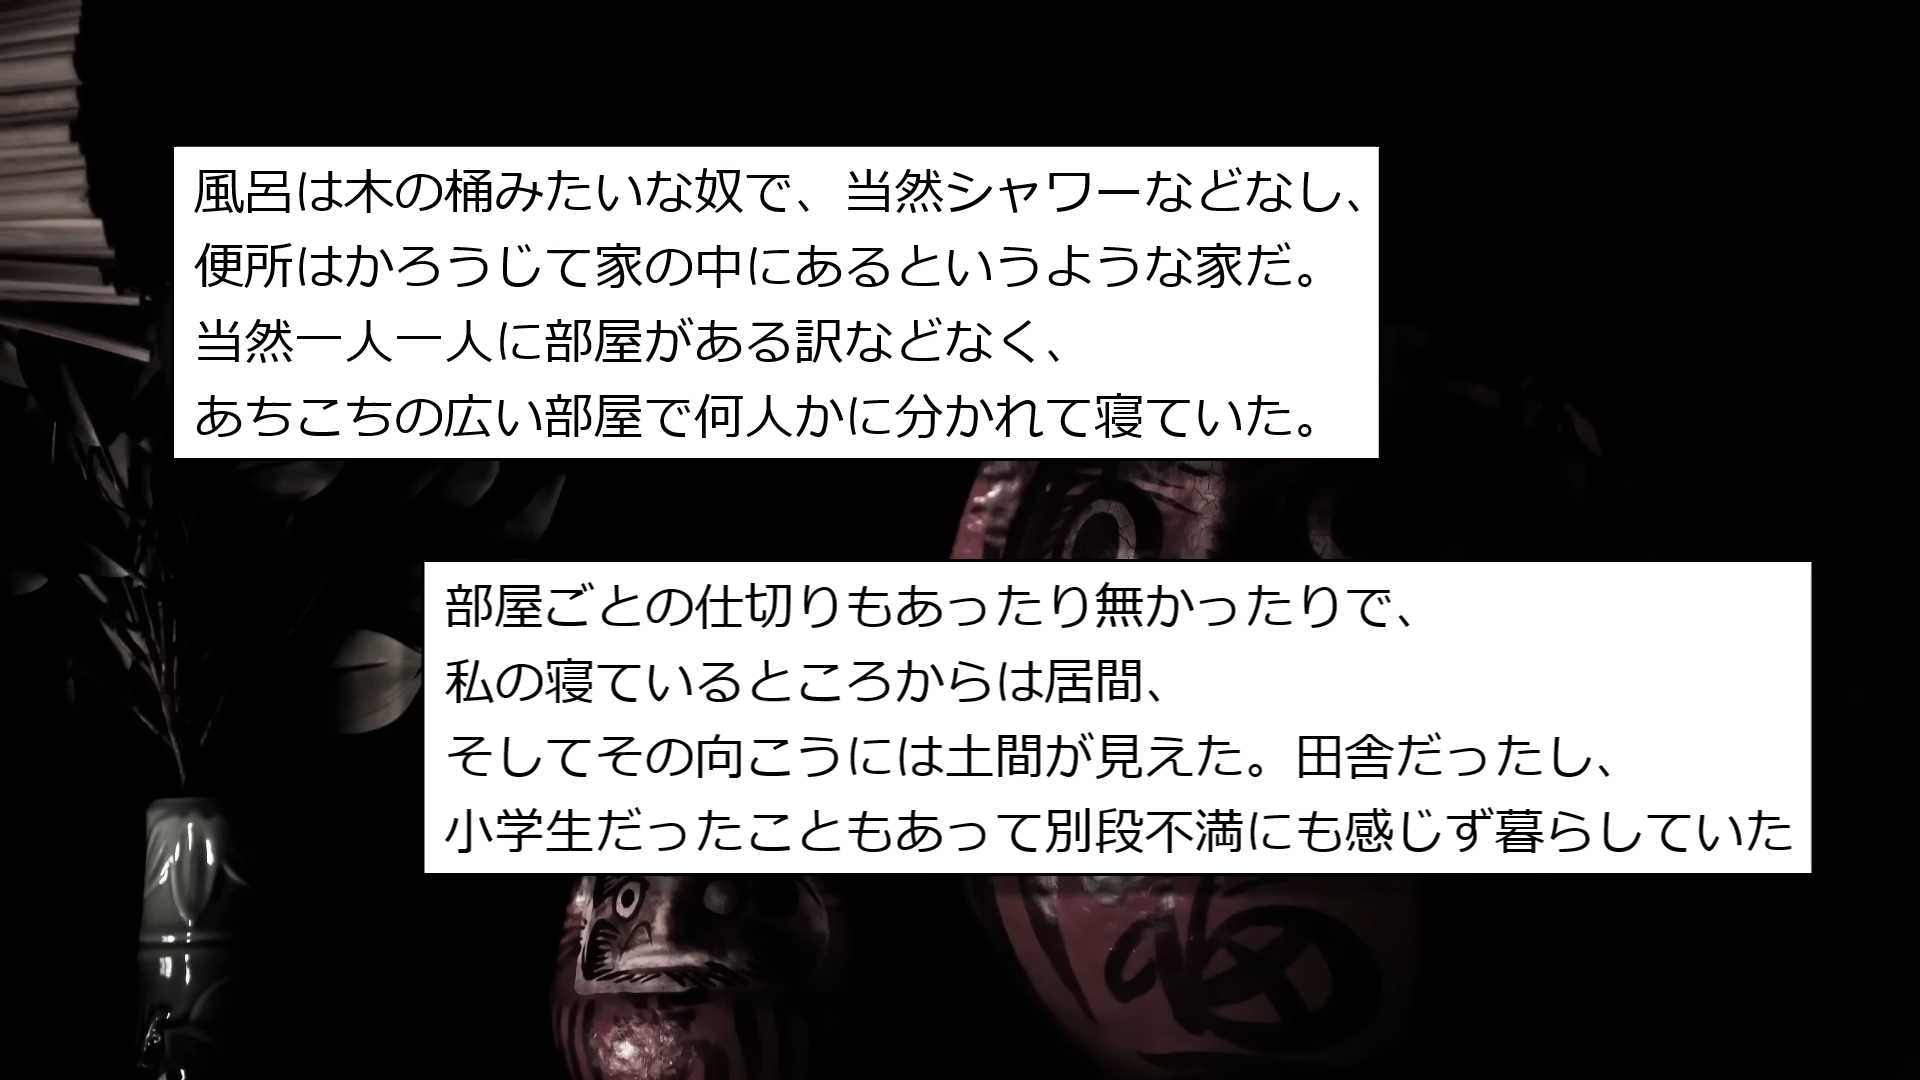 風呂は木の桶みたいな奴で、当然シャワーなどなし、
便所はかろうじて家の中にあるというような家だ。
当然一人一人に部屋がある訳などなく、
あちこちの広い部屋で何人かに分かれて寝ていた。
部屋ごとの仕切りもあったり無かったりで、
私の寝ているところからは居間、
そしてその向こうには土間が見えた。田舎だったし、
小学生だったこともあって別段不満にも感じず暮らしていた